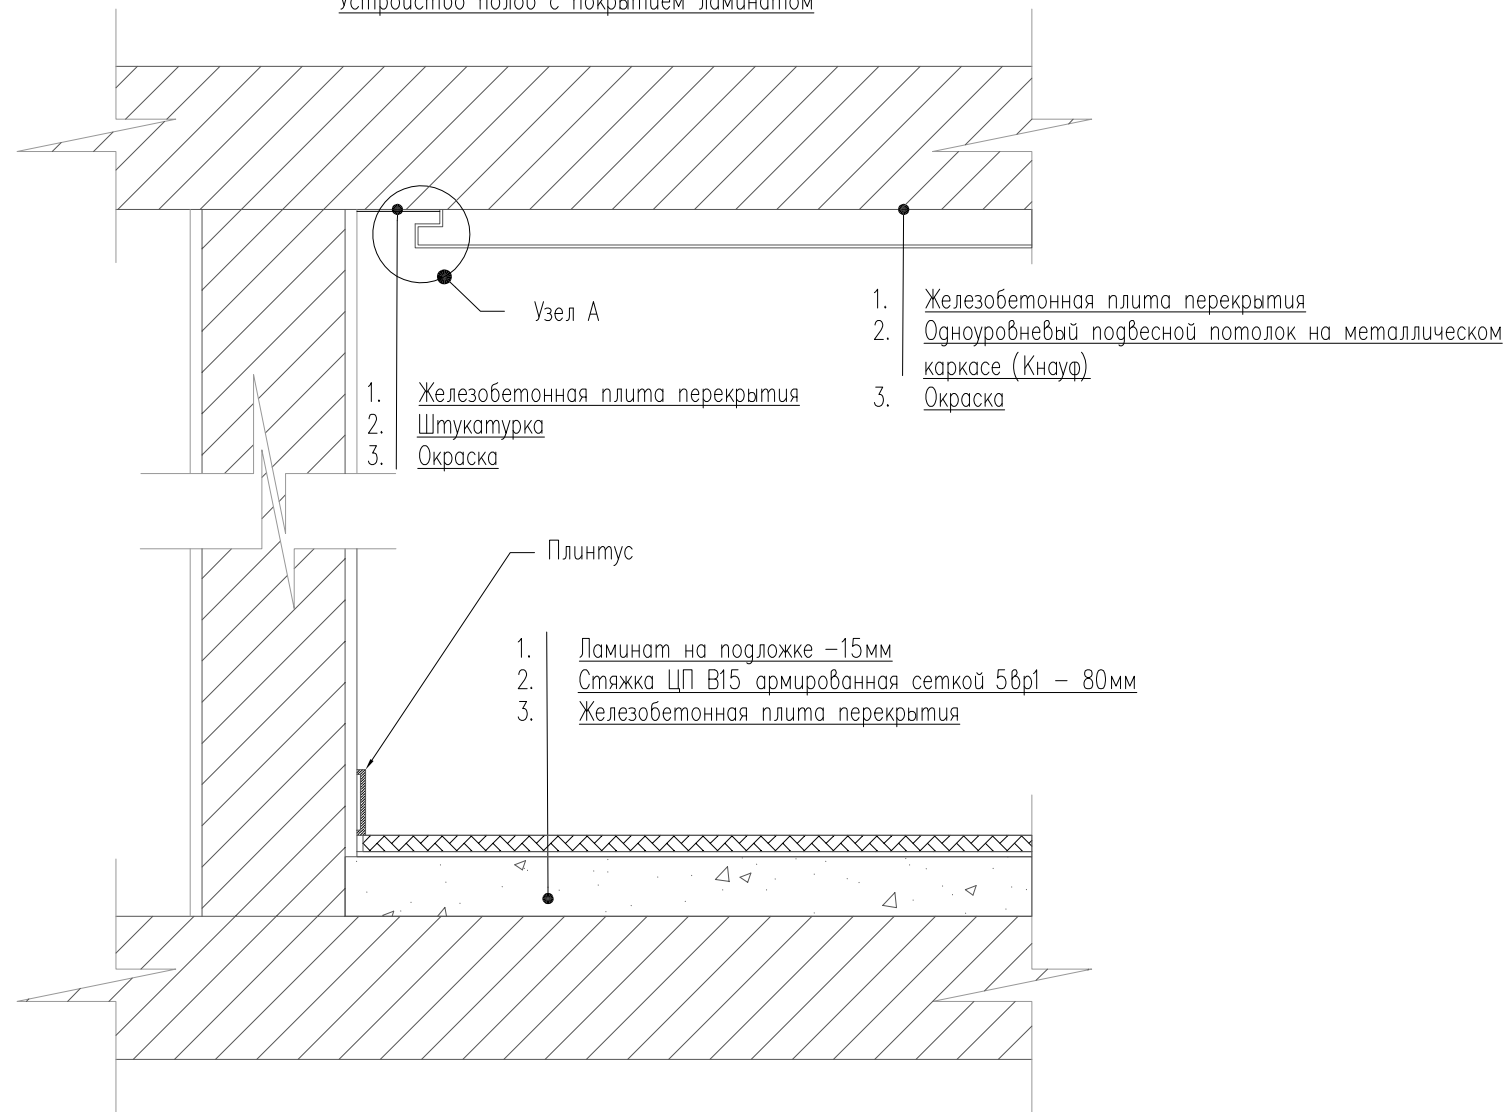 Устройство полов с покрытием ламинатом
Узел А
1. Железобетонная плита перекрытия
2. Одноуровневый подвесной потолок на металлическом
каркасе (Кнауф)
3. Окраска
1. Железобетонная плита перекрытия
2. Штукатурка
3. Окраска
Плинтус
1. Ламинат на подложке -15мм
2. Стяжка ЦП В15 армированная сеткой 5вр1 - 80мм
3. Железобетонная плита перекрытия